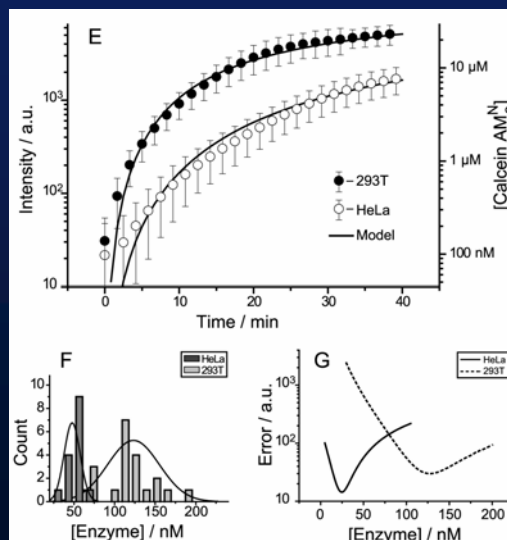 E
Intensity / a.u.
10³
10²
10
10 µM
1 µM
100 nM
[Calcein AMᴺ
293T
HeLa
Model
0 10 20 30 40
Time / min
F
HeLa
293T
Count
10
8
6
4
2
0
50 100 150 200
[Enzyme] / nM
G
HeLa
293T
Error / a.u.
10³
10²
10
0 50 100 150 200
[Enzyme] / nM